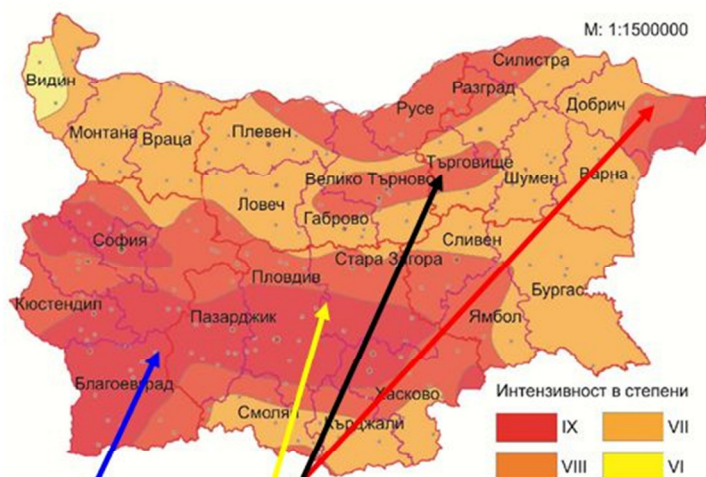 М: 1:1500000
Силистра
Видин
Разград
Русе
Добрич
Монтана
Враца
Плевен
Търговище
Велико Търново
Шумен
Варна
Ловеч
Габрово
София
Сливен
Стара Загора
Пловдив
Бургас
Кюстендил
Пазарджик
Ямбол
Благоевград
Хасково
Смолян
Кърджали
Интензивност в степени
IX
VII
VIII
VI